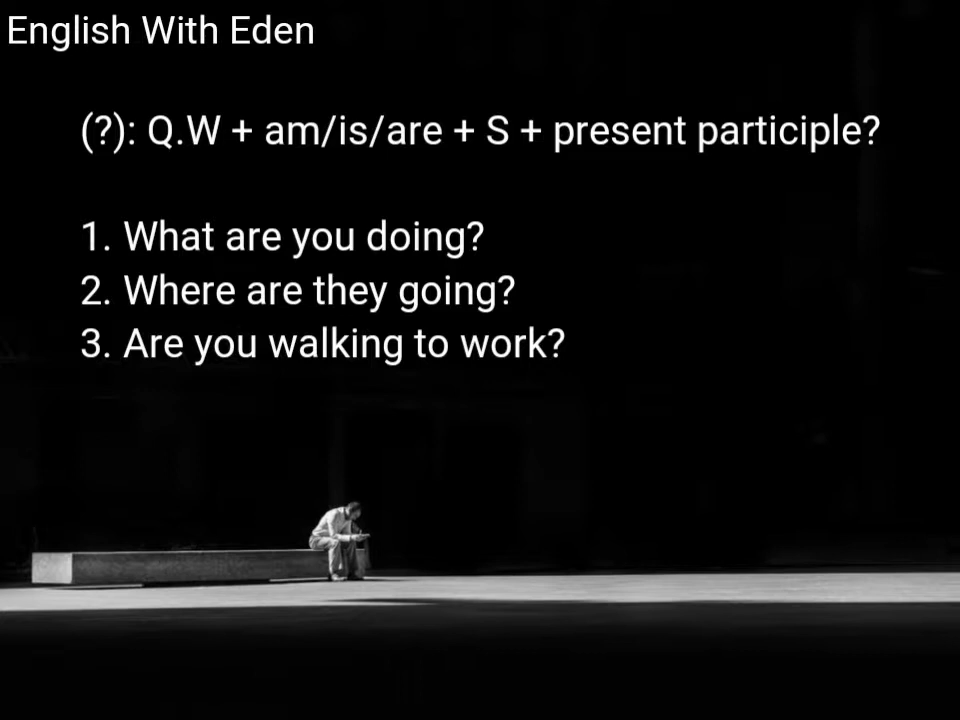 English With Eden
(?): Q.W + am/is/are + S + present participle?
1. What are you doing?
2. Where are they going?
3. Are you walking to work?